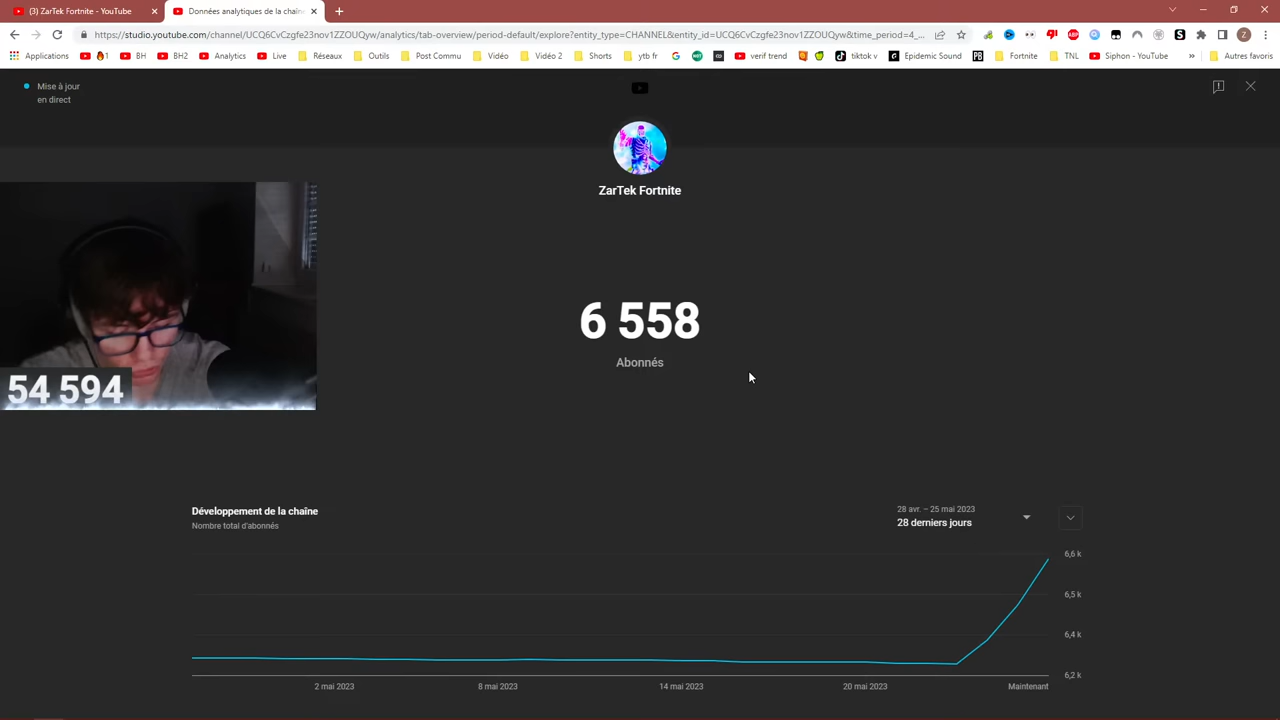 (3) ZarTek Fortnite - YouTube
Données analytiques de la chaîne
https://studio.youtube.com/channel/UCQ6CvCzgfe23nov1ZZOUQyw/analytics/tab-overview/period-default/explore?entity_type=CHANNEL&entity_id=UCQ6CvCzgfe23nov1ZZOUQyw&time_period=4_...
Applications
1
BH
BH2
Analytics
Live
Réseaux
Outils
Post Commu
Vidéo
Vidéo 2
Shorts
ytb fr
verif trend
tiktok v
Epidemic Sound
Fortnite
TNL
Siphon - YouTube
»
Autres favoris
Mise à jour
en direct
ZarTek Fortnite
6 558
Abonnés
54 594
Développement de la chaîne
Nombre total d'abonnés
28 avr. – 25 mai 2023
28 derniers jours
6,6 k
6,5 k
6,4 k
6,2 k
2 mai 2023
8 mai 2023
14 mai 2023
20 mai 2023
Maintenant